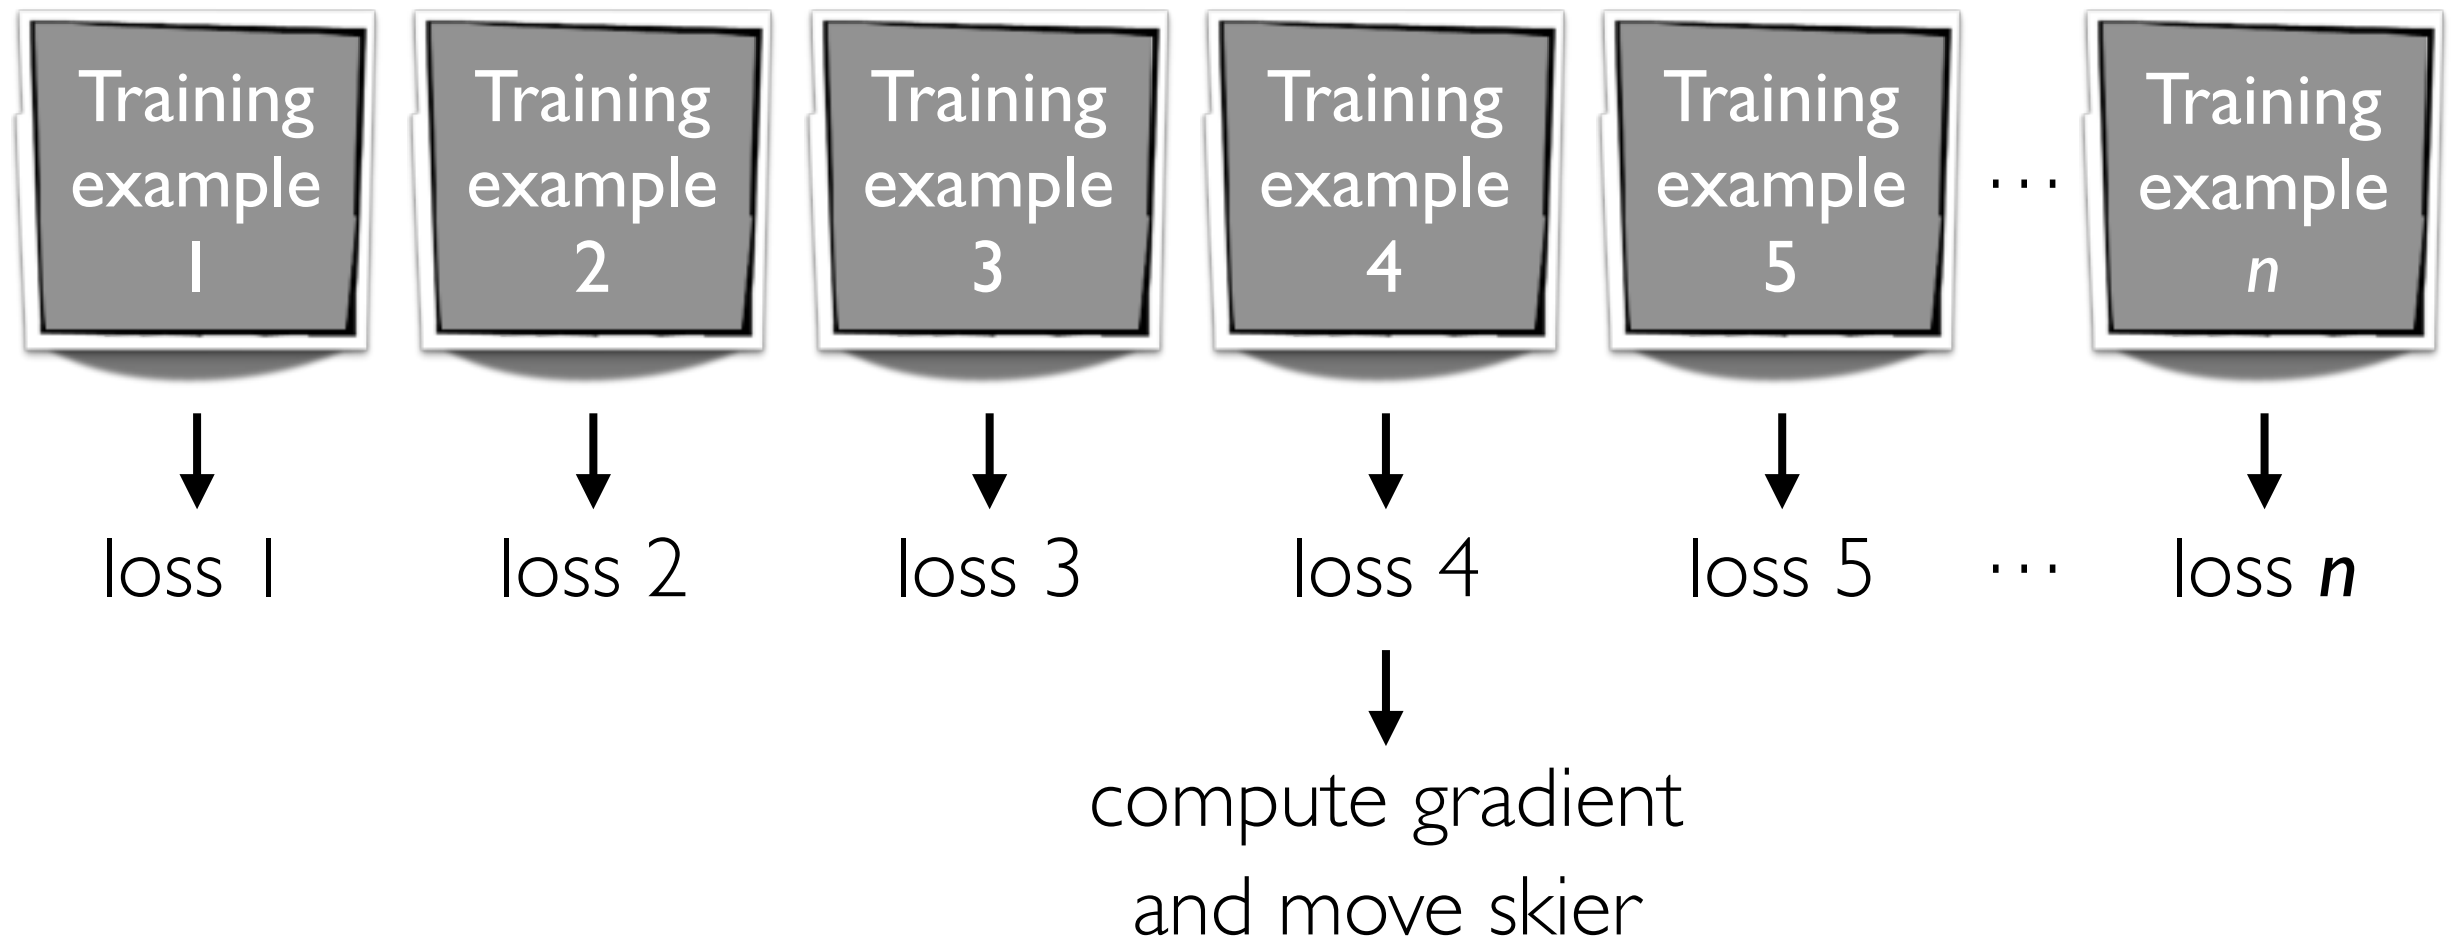 Training
example
1
Training
example
2
Training
example
3
Training
example
4
Training
example
5
...
Training
example
n
loss 1
loss 2
loss 3
loss 4
loss 5
...
loss n
compute gradient
and move skier